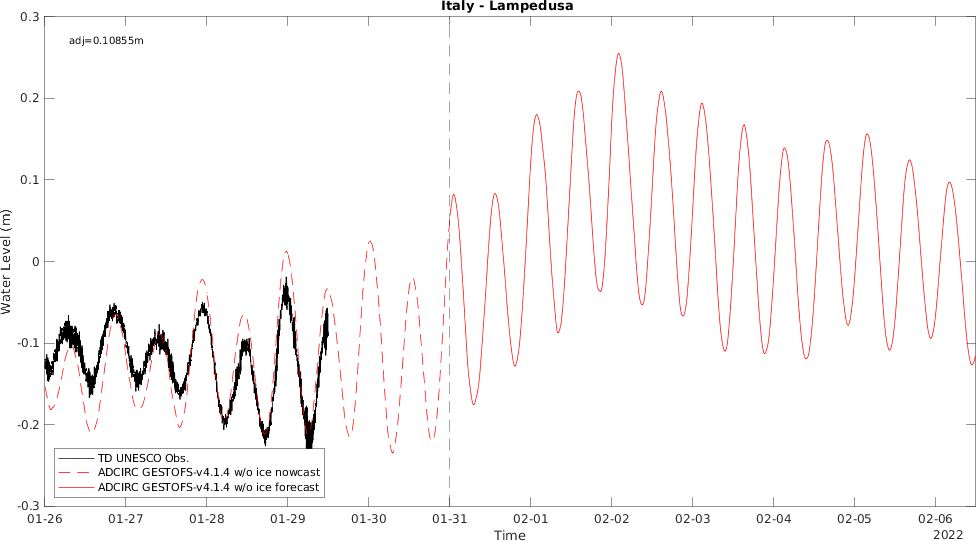 Italy - Lampedusa
adj=0.10855m
Water Level (m)
0.3
0.2
0.1
0
-0.1
-0.2
-0.3
TD UNESCO Obs.
ADCIRC GESTOFS-v4.1.4 w/o ice nowcast
ADCIRC GESTOFS-v4.1.4 w/o ice forecast
01-26 01-27 01-28 01-29 01-30 01-31 02-01 02-02 02-03 02-04 02-05 02-06
Time
2022